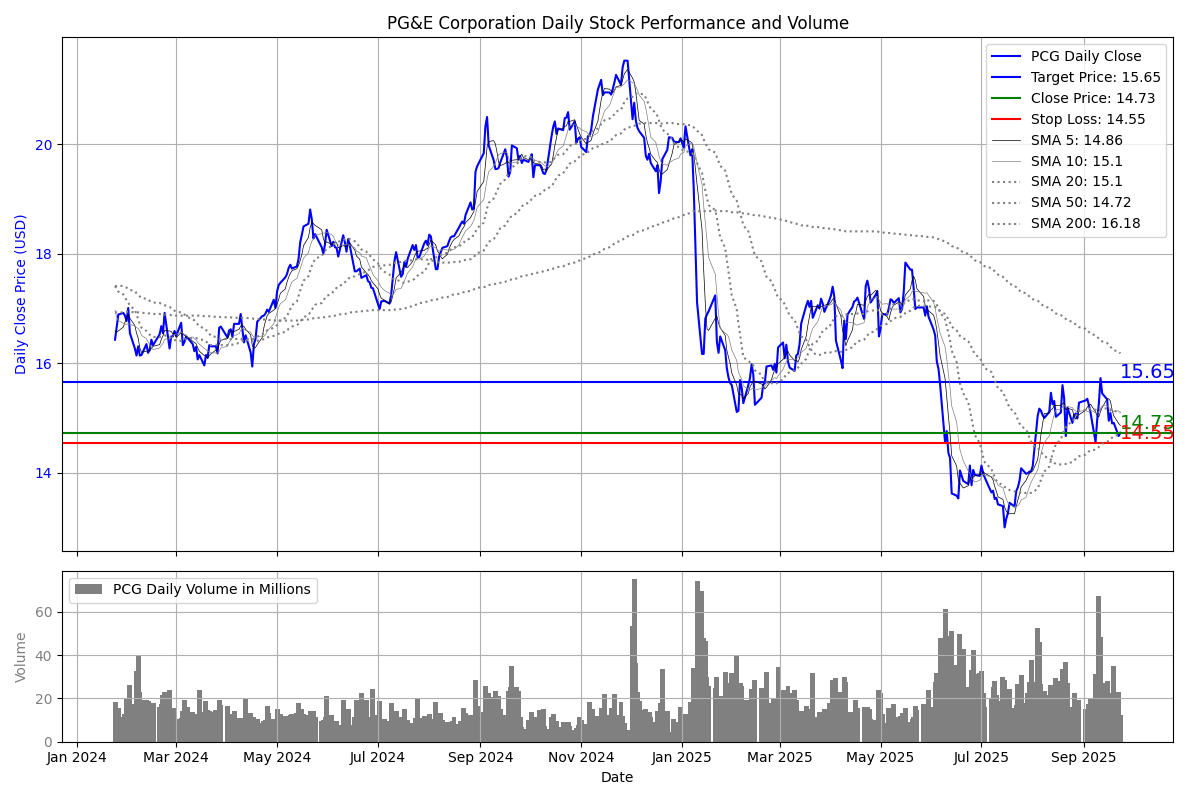 PG&E Corporation Daily Stock Performance and Volume
Daily Close Price (USD)
20
18
16
14
PCG Daily Close
Target Price: 15.65
Close Price: 14.73
Stop Loss: 14.55
SMA 5: 14.86
SMA 10: 15.1
SMA 20: 15.1
SMA 50: 14.72
SMA 200: 16.18
15.65
14.73
14.55
PCG Daily Volume in Millions
Volume
60
40
20
0
Jan 2024 Mar 2024 May 2024 Jul 2024 Sep 2024 Nov 2024 Jan 2025 Mar 2025 May 2025 Jul 2025 Sep 2025
Date